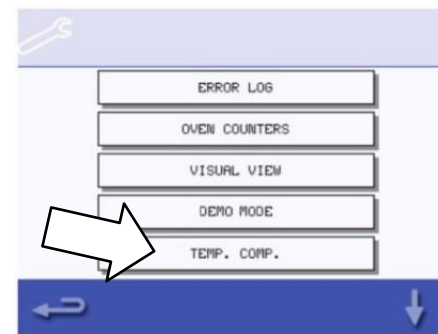 ERROR LOG
OVEN COUNTERS
VISUAL VIEW
DEMO MODE
TEMP. COMP.